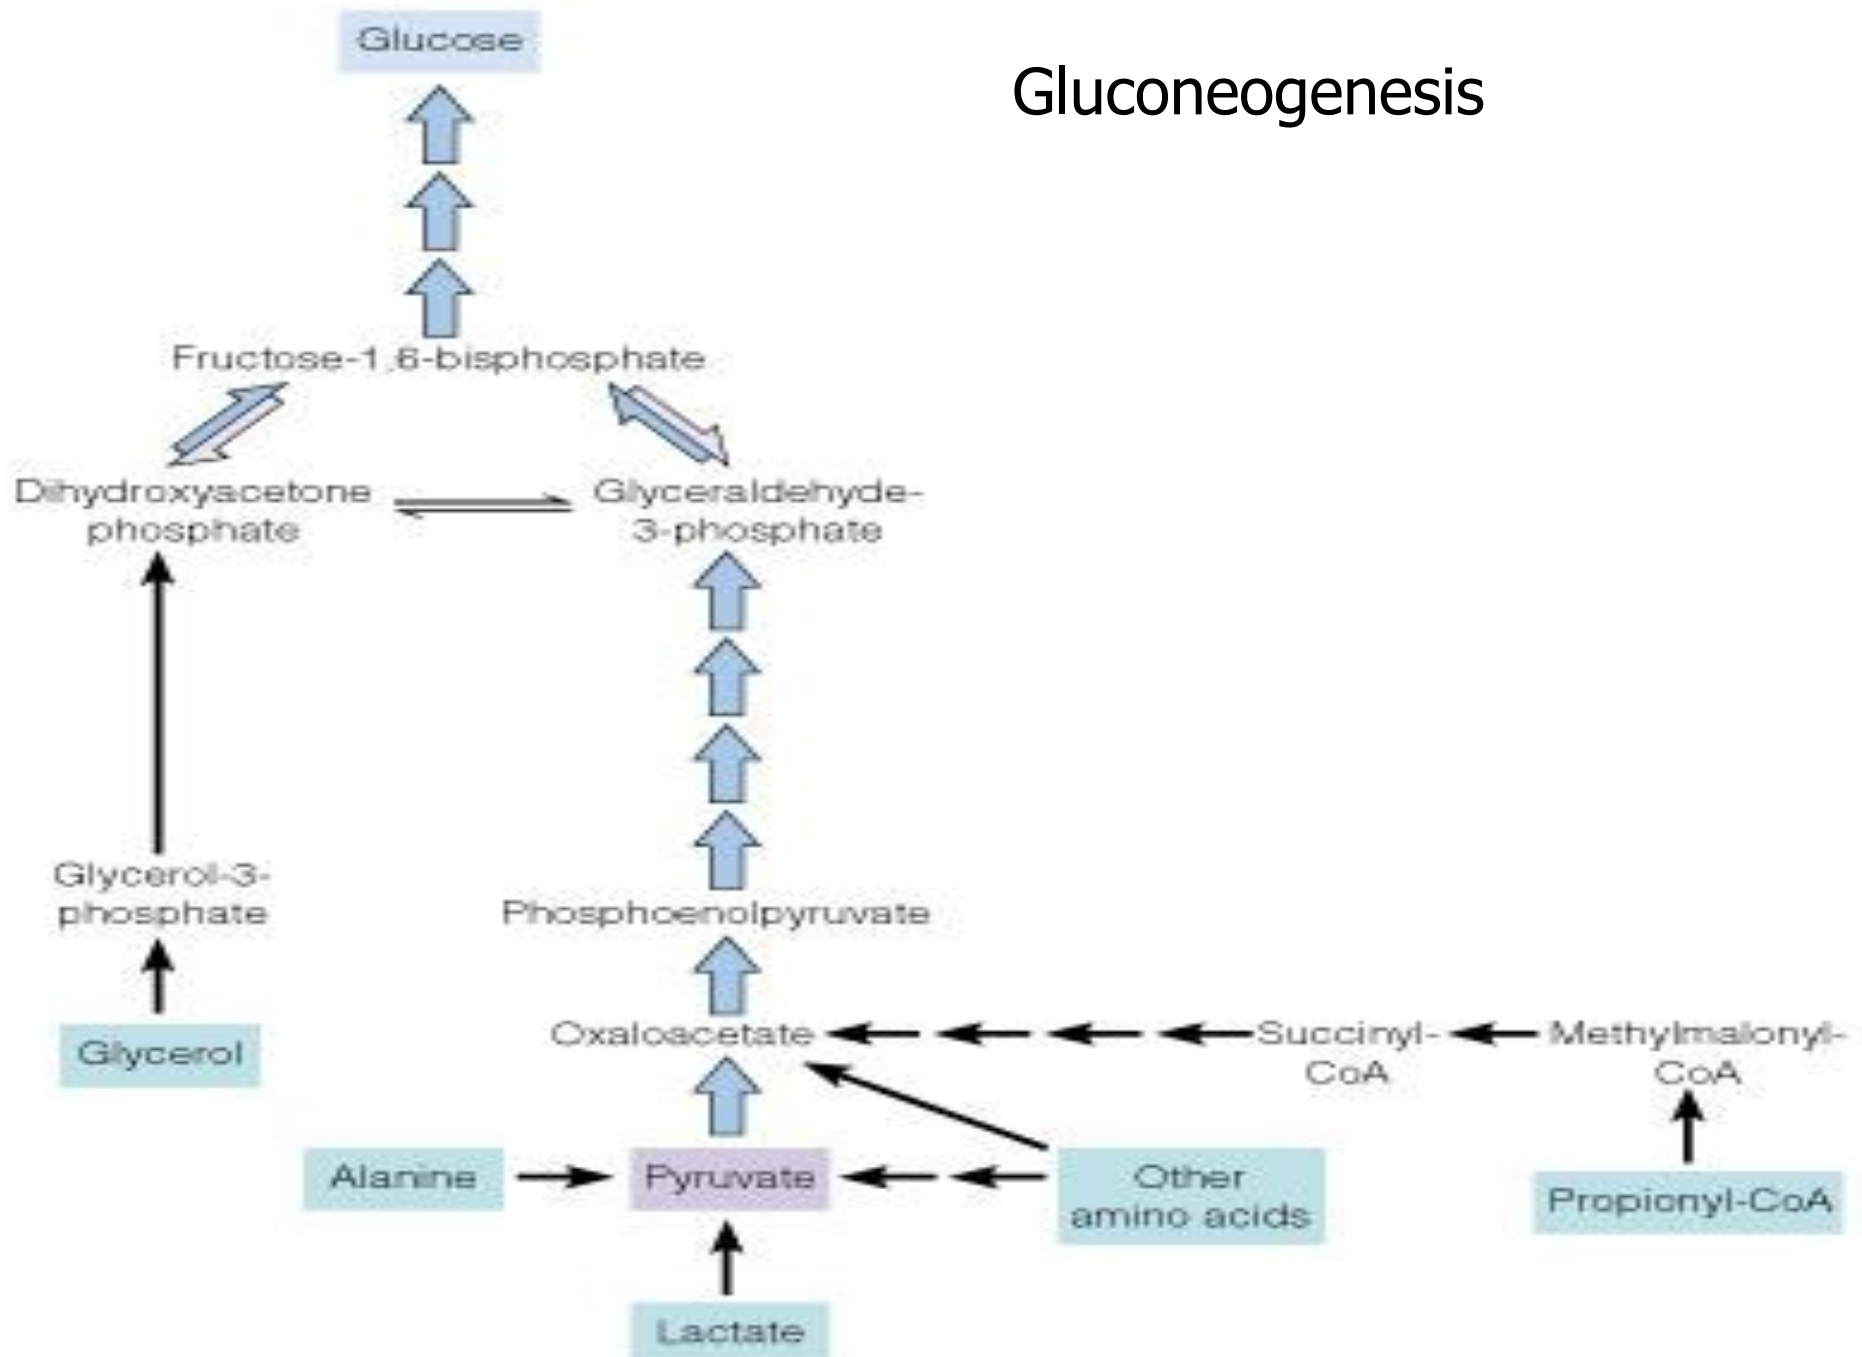 Glucose
Gluconeogenesis
Fructose-1,6-bisphosphate
Dihydroxyacetone
phosphate
Glyceraldehyde-
3-phosphate
Glycerol-3-
phosphate
Phosphoenolpyruvate
Glycerol
Oxaloacetate
Succinyl-
CoA
Methylmalonyl-
CoA
Alanine
Pyruvate
Other
amino acids
Propionyl-CoA
Lactate